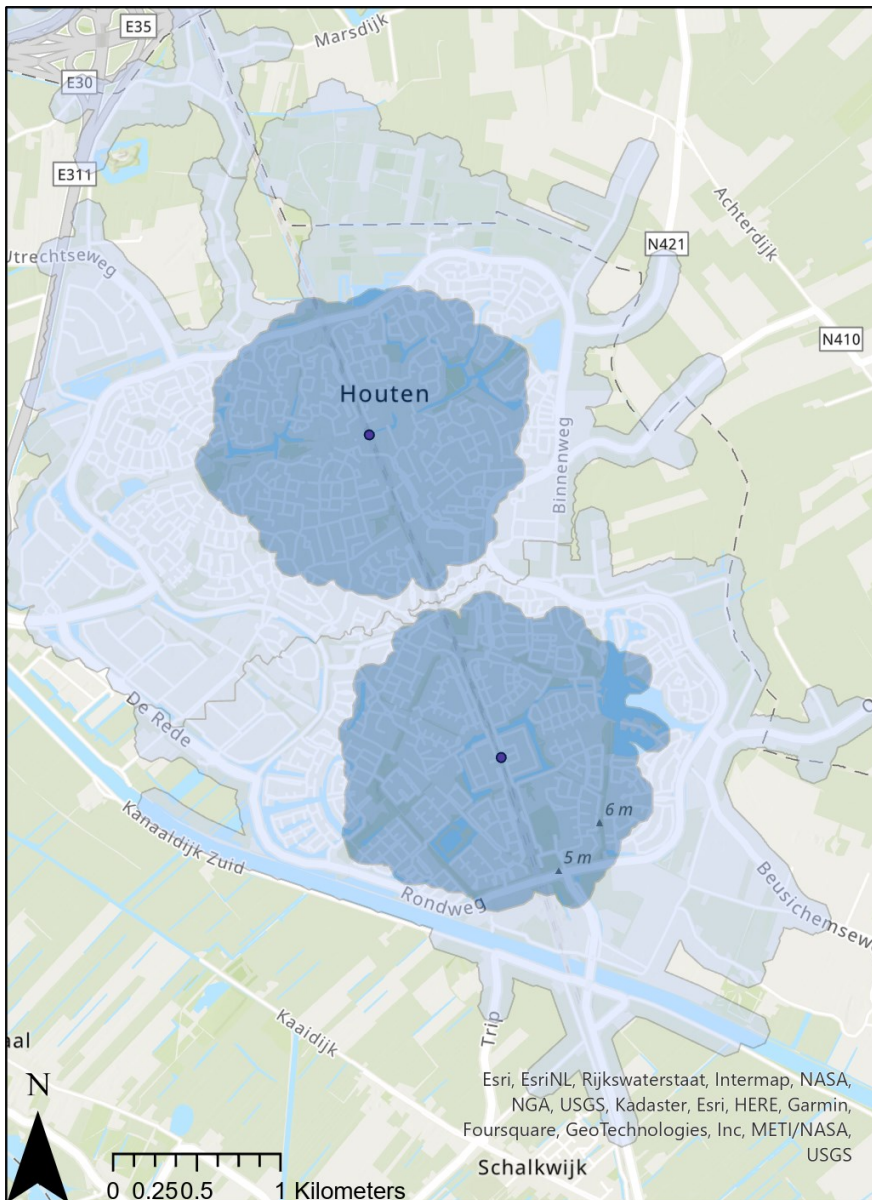 E35
Marsdijk
E30
E311
Achterdijk
Utrechtseweg
N421
N410
Houten
Binnenweg
De Rede
6 m
5 m
Kanaaldijk Zuid
Rondweg
Beusichemsew
Kaaidijk
Trip
aal
N
Esri, EsriNL, Rijkswaterstaat, Intermap, NASA,
NGA, USGS, Kadaster, Esri, HERE, Garmin,
Foursquare, GeoTechnologies, Inc, METI/NASA,
USGS
Schalkwijk
0 0.25 0.5 1 Kilometers